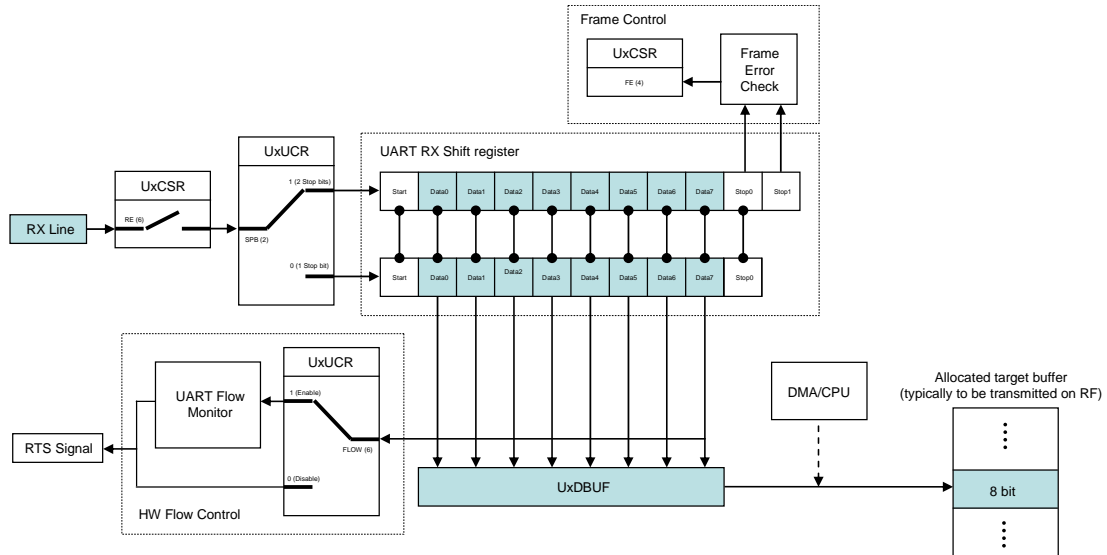 Frame Control
UxCSR
FE (4)
Frame
Error
Check
UxUCR
1 (2 Stop bits)
SPB (2)
0 (1 Stop bit)
UART RX Shift register
Start Data0 Data1 Data2 Data3 Data4 Data5 Data6 Data7 Stop0 Stop1
UxCSR
RE (6)
RX Line
Start Data0 Data1 Data2 Data3 Data4 Data5 Data6 Data7 Stop0
UxUCR
1 (Enable)
FLOW (6)
0 (Disable)
UART Flow
Monitor
RTS Signal
HW Flow Control
DMA/CPU
Allocated target buffer
(typically to be transmitted on RF)
UxDBUF
8 bit